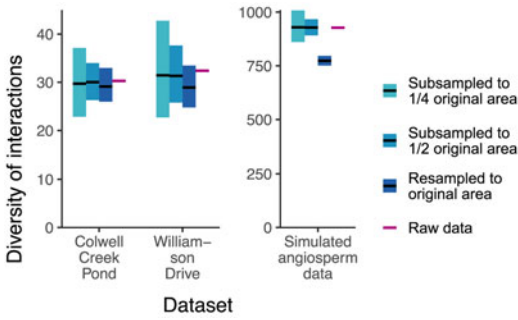 Diversity of interactions
40
30
20
10
0
Colwell
Creek
Pond
William–
son
Drive
1000
750
500
250
0
Simulated
angiosperm
data
Dataset
Subsampled to
1/4 original area
Subsampled to
1/2 original area
Resampled to
original area
Raw data